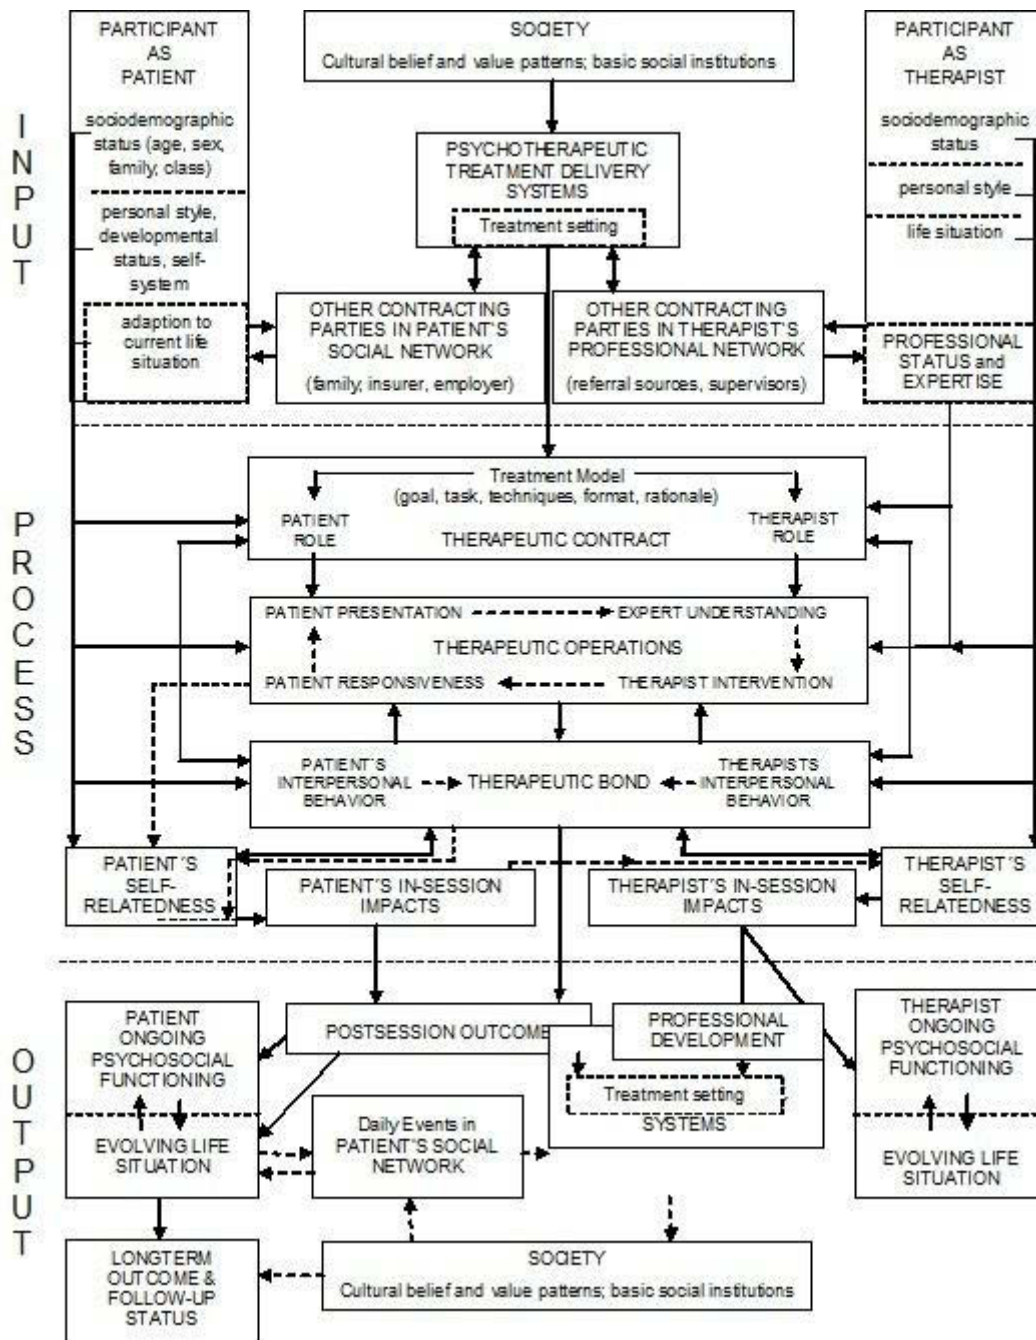 INPUT
PARTICIPANT
AS
PATIENT
sociodemographic
status (age, sex,
family, class)
personal style,
developmental
status, self-
system
adaption to
current life
situation
SOCIETY
Cultural belief and value patterns; basic social institutions
PSYCHOTHERAPEUTIC
TREATMENT DELIVERY
SYSTEMS
Treatment setting
OTHER CONTRACTING
PARTIES IN PATIENT'S
SOCIAL NETWORK
(family, insurer, employer)
OTHER CONTRACTING
PARTIES IN THERAPIST'S
PROFESSIONAL NETWORK
(referral sources, supervisors)
PARTICIPANT
AS
THERAPIST
sociodemographic
status
personal style
life situation
PROFESSIONAL
STATUS and
EXPERTISE
PROCESS
Treatment Model
(goal, task, techniques, format, rationale)
PATIENT
ROLE
THERAPIST
ROLE
THERAPEUTIC CONTRACT
PATIENT PRESENTATION
EXPERT UNDERSTANDING
THERAPEUTIC OPERATIONS
PATIENT RESPONSIVENESS
THERAPIST INTERVENTION
PATIENT'S
INTERPERSONAL
BEHAVIOR
THERAPEUTIC BOND
THERAPISTS
INTERPERSONAL
BEHAVIOR
PATIENT´S
SELF-
RELATEDNESS
PATIENT´S IN-SESSION
IMPACTS
THERAPIST´S IN-SESSION
IMPACTS
THERAPIST´S
SELF-
RELATEDNESS
OUTPUT
PATIENT
ONGOING
PSYCHOSOCIAL
FUNCTIONING
EVOLVING LIFE
SITUATION
LONGTERM
OUTCOME &
FOLLOW-UP
STATUS
POSTSESSION OUTCOME
PROFESSIONAL
DEVELOPMENT
Treatment setting
SYSTEMS
Daily Events in
PATIENT'S SOCIAL
NETWORK
THERAPIST
ONGOING
PSYCHOSOCIAL
FUNCTIONING
EVOLVING LIFE
SITUATION
SOCIETY
Cultural belief and value patterns; basic social institutions